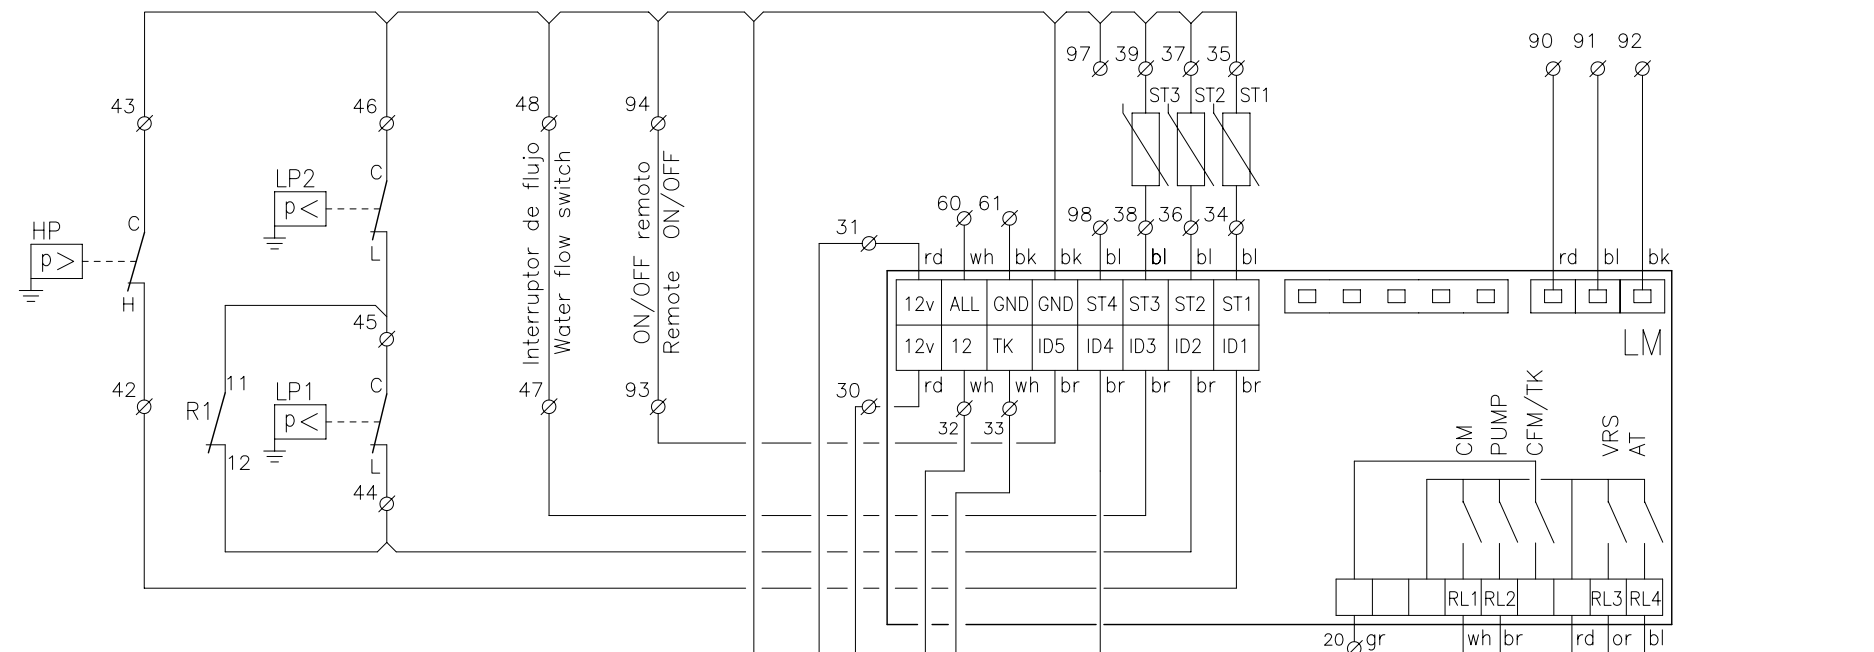 90 91 92
97 39 37 35
43 46 48 94
ST3 ST2 ST1
Interruptor de flujo
Water flow switch
ON/OFF remoto
Remote ON/OFF
C
LP2
p<
L
HP
C
p>
H
60 61
98 38 36 34
31
rd wh bk bk bl bl bl bl
rd bl bk
12v ALL GND GND ST4 ST3 ST2 ST1
12v 12 TK ID5 ID4 ID3 ID2 ID1
LM
45
42
11
R1
12
C
LP1
p<
L
44
47 93
30
rd wh wh br br br br br
32 33
CM
PUMP
CFM/TK
VRS
AT
RL1 RL2 RL3 RL4
20 gr wh br rd or bl